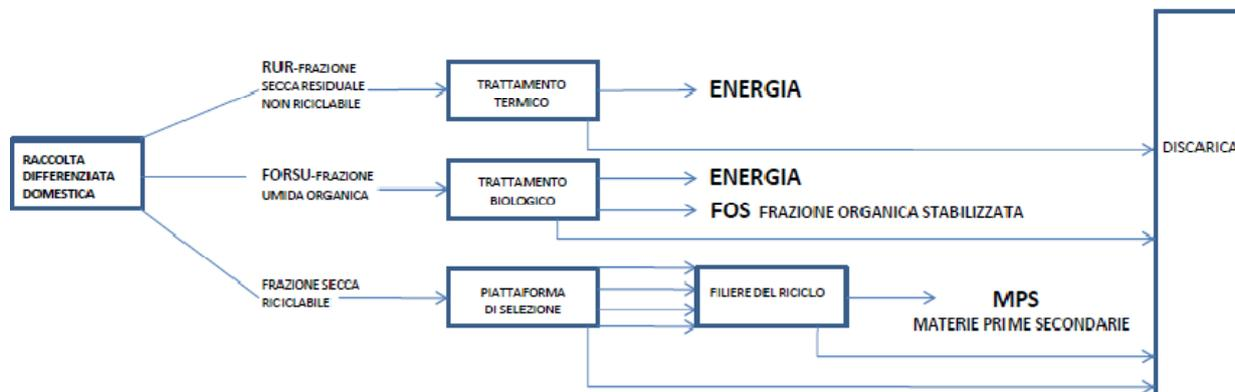 RUR-FRAZIONE
SECCA RESIDUALE
NON RICICLABILE
TRATTAMENTO
TERMICO
ENERGIA
RACCOLTA
DIFFERENZIATA
DOMESTICA
FORSU-FRAZIONE
UMIDA ORGANICA
TRATTAMENTO
BIOLOGICO
ENERGIA
FOS FRAZIONE ORGANICA STABILIZZATA
DISCARICA
FRAZIONE SECCA
RICICLABILE
PIATTAFORMA
DI SELEZIONE
FILIERE DEL RICICLO
MPS
MATERIE PRIME SECONDARIE